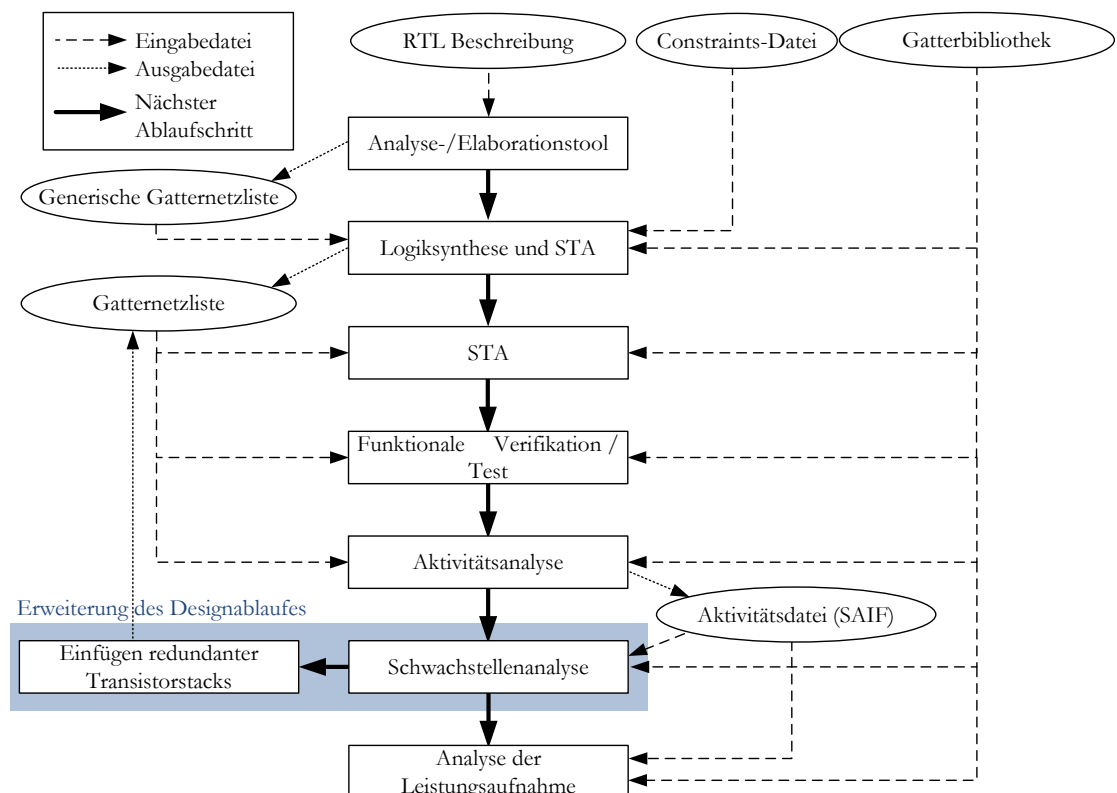 Eingabedatei
Ausgabedatei
Nächster
Ablaufschritt
RTL Beschreibung
Constraints-Datei
Gatterbibliothek
Analyse-/Elaborationstool
Generische Gatternetzliste
Logiksynthese und STA
Gatternetzliste
STA
Funktionale Verifikation /
Test
Aktivitätsanalyse
Erweiterung des Designablaufes
Aktivitätsdatei (SAIF)
Einfügen redundanter
Transistorstacks
Schwachstellenanalyse
Analyse der
Leistungsaufnahme